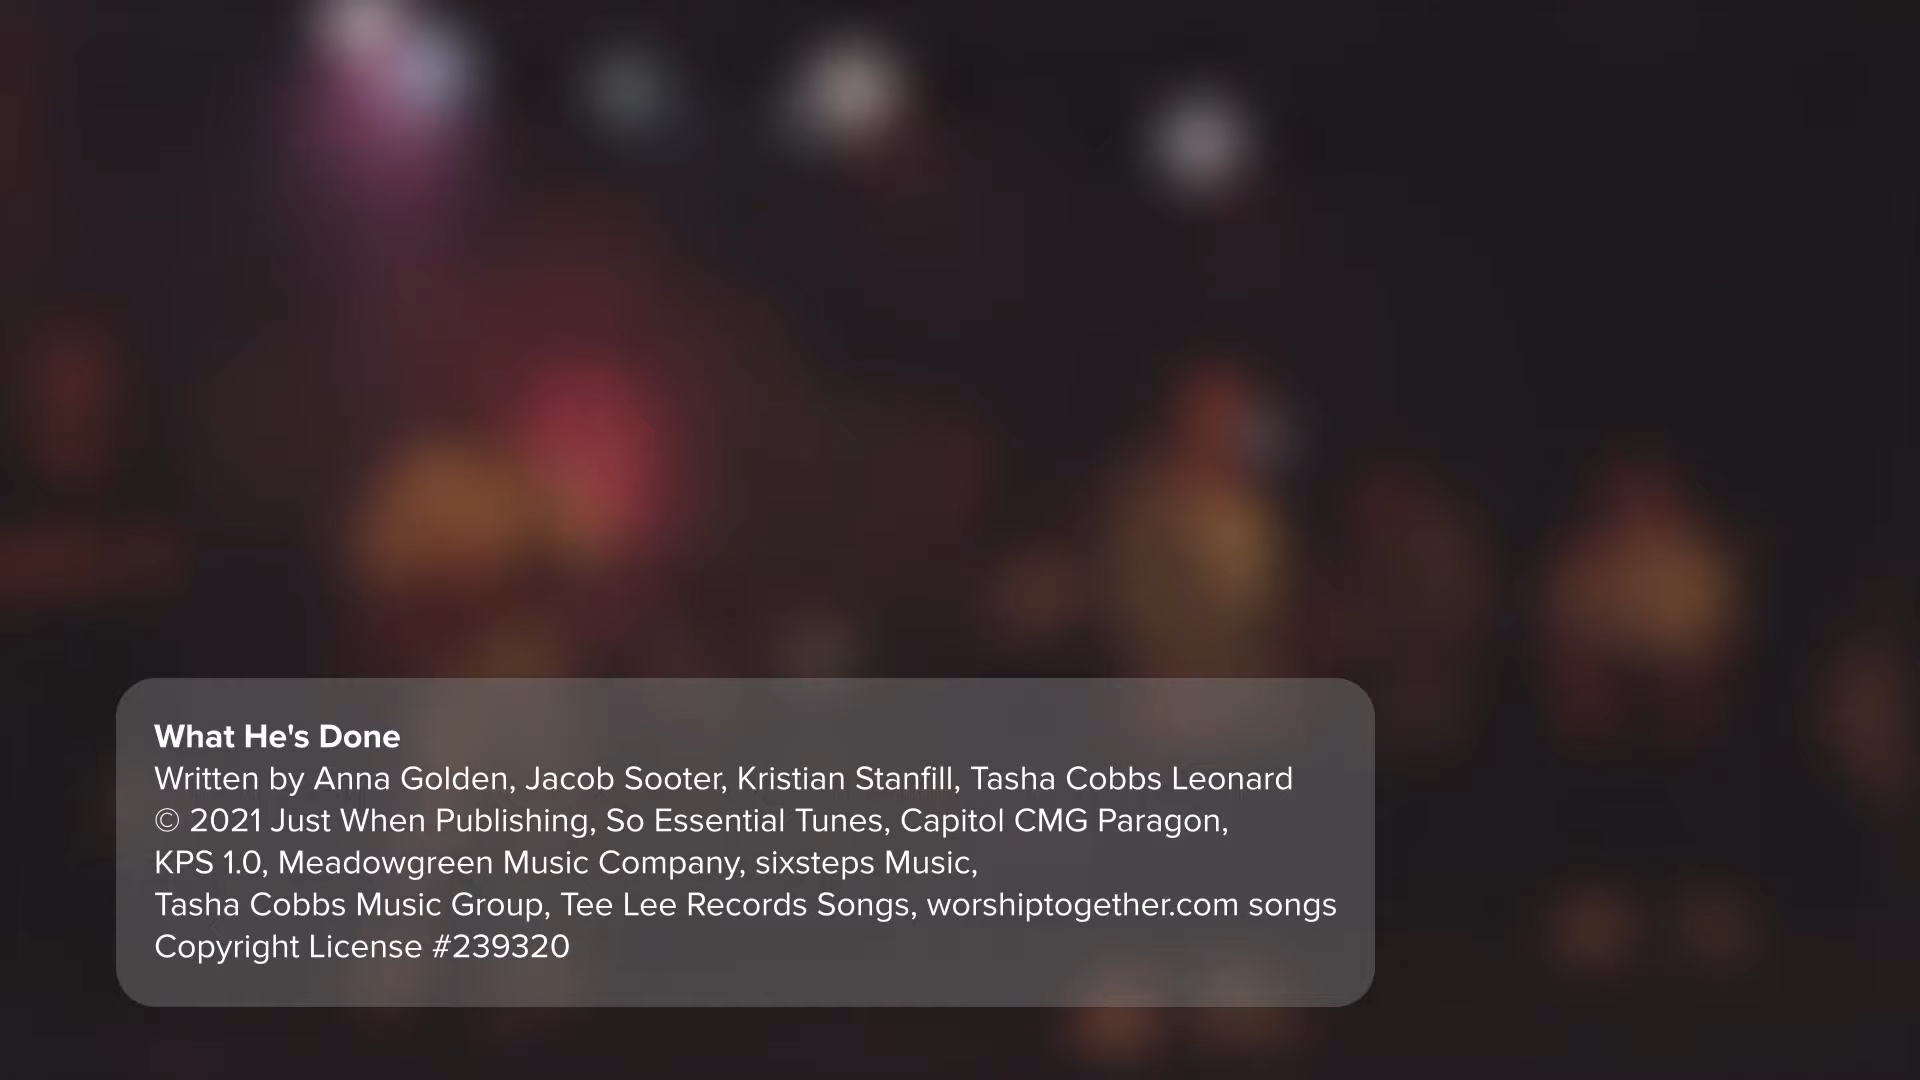 What He's Done
Written by Anna Golden, Jacob Sooter, Kristian Stanfill, Tasha Cobbs Leonard
© 2021 Just When Publishing, So Essential Tunes, Capitol CMG Paragon,
KPS 1.0, Meadowgreen Music Company, sixsteps Music,
Tasha Cobbs Music Group, Tee Lee Records Songs, worshiptogether.com songs
Copyright License #239320